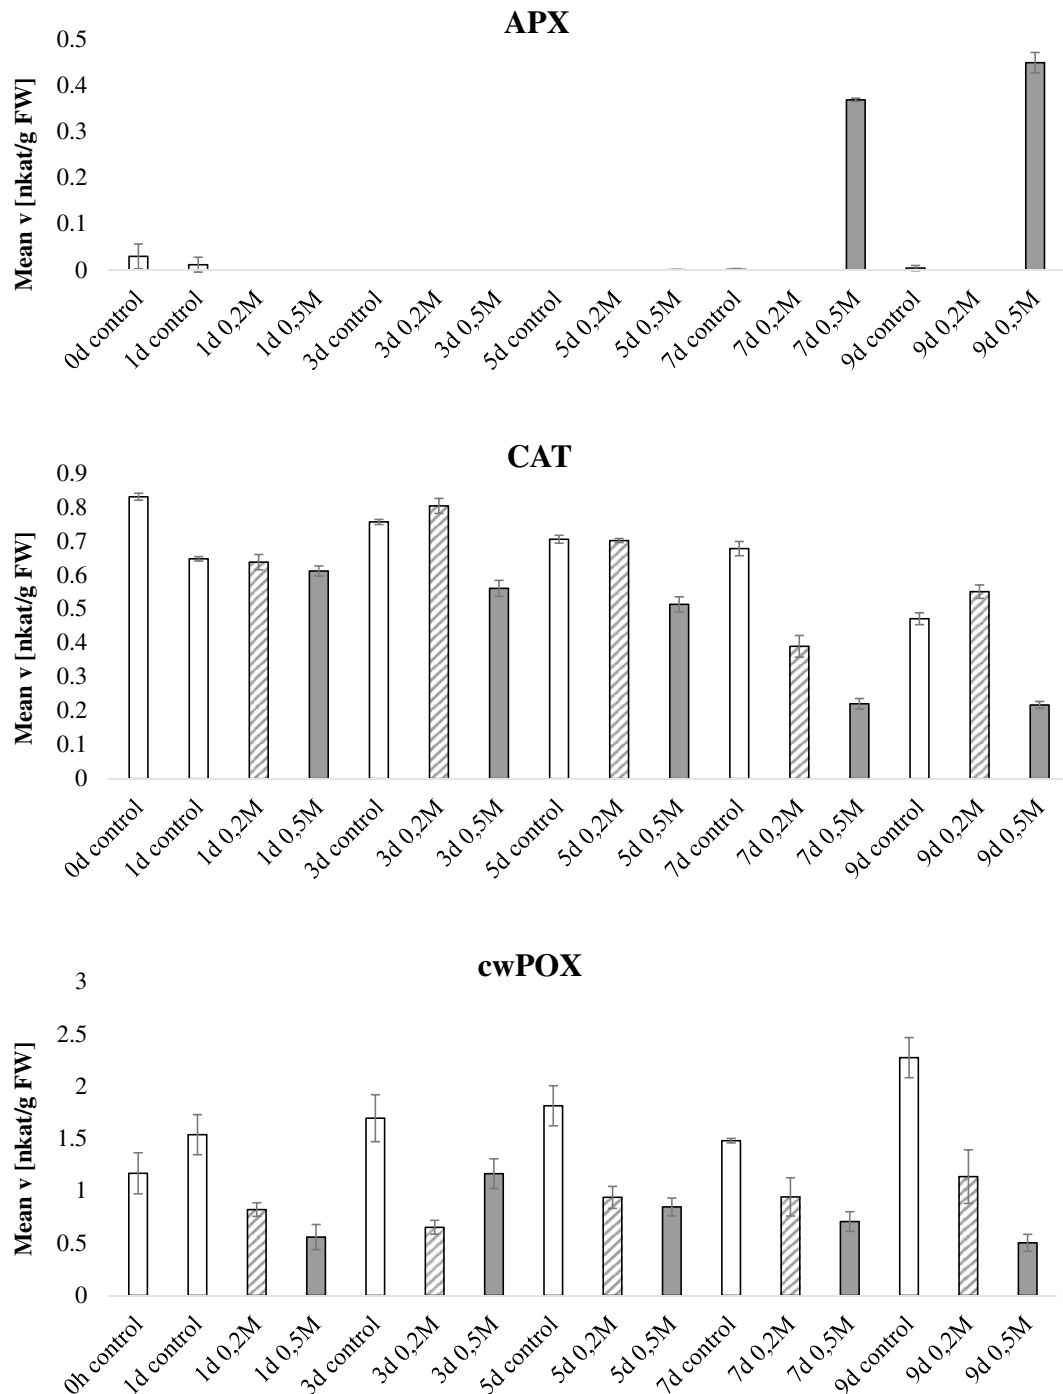 APX
Mean v [nkat/g FW]
0.5
0.4
0.3
0.2
0.1
0
0d control
1d control
1d 0,2M
1d 0,5M
3d control
3d 0,2M
3d 0,5M
5d control
5d 0,2M
5d 0,5M
7d control
7d 0,2M
7d 0,5M
9d control
9d 0,2M
9d 0,5M
CAT
Mean v [nkat/g FW]
0.9
0.8
0.7
0.6
0.5
0.4
0.3
0.2
0.1
0
0d control
1d control
1d 0,2M
1d 0,5M
3d control
3d 0,2M
3d 0,5M
5d control
5d 0,2M
5d 0,5M
7d control
7d 0,2M
7d 0,5M
9d control
9d 0,2M
9d 0,5M
cwPOX
Mean v [nkat/g FW]
3
2.5
2
1.5
1
0.5
0
0h control
1d control
1d 0,2M
1d 0,5M
3d control
3d 0,2M
3d 0,5M
5d control
5d 0,2M
5d 0,5M
7d control
7d 0,2M
7d 0,5M
9d control
9d 0,2M
9d 0,5M